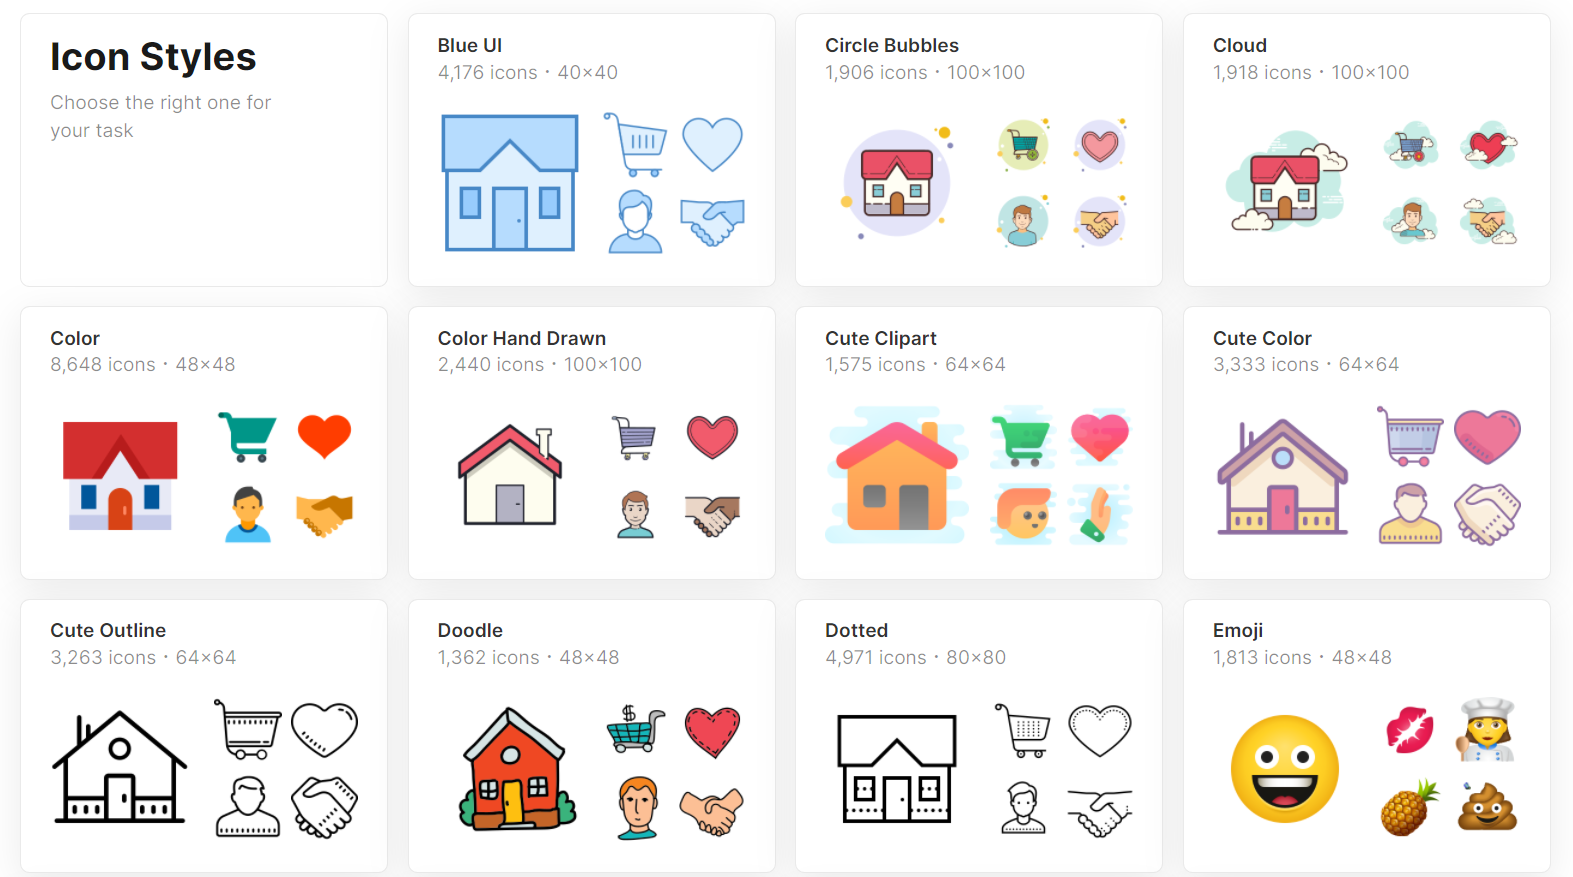 Icon Styles
Choose the right one for
your task
Blue UI
4,176 icons · 40×40
Circle Bubbles
1,906 icons · 100×100
Cloud
1,918 icons · 100×100
Color
8,648 icons · 48×48
Color Hand Drawn
2,440 icons · 100×100
Cute Clipart
1,575 icons · 64×64
Cute Color
3,333 icons · 64×64
Cute Outline
3,263 icons · 64×64
Doodle
1,362 icons · 48×48
$
Dotted
4,971 icons · 80×80
Emoji
1,813 icons · 48×48